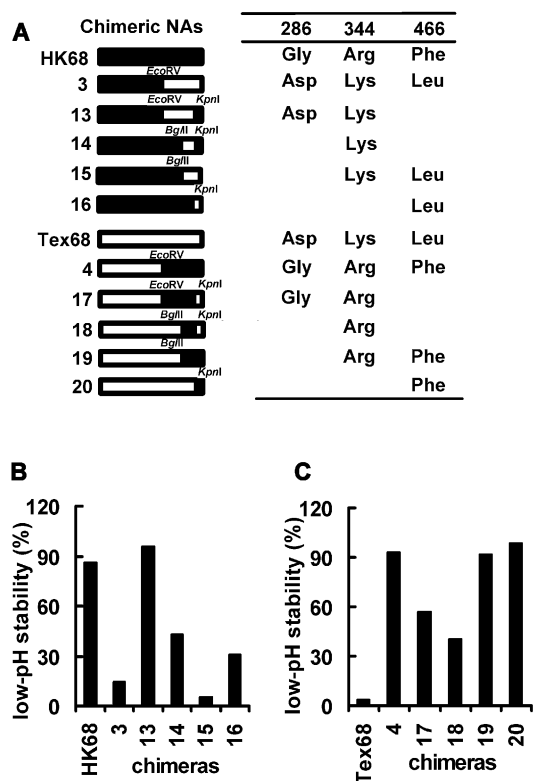 A
Chimeric NAs 286 344 466
HK68 Gly Arg Phe
EcoRV
3 Asp Lys Leu
EcoRV KpnI
13 Asp Lys
BglII KpnI
14 Lys
BglII
15 Lys Leu
KpnI
16 Leu
Tex68 Asp Lys Leu
EcoRV
4 Gly Arg Phe
EcoRV KpnI
17 Gly Arg
BglII KpnI
18 Arg
BglII
19 Arg Phe
KpnI
20 Phe
B
low-pH stability (%)
120
90
60
30
0
HK68 3 13 14 15 16
chimeras
C
low-pH stability (%)
120
90
60
30
0
Tex68 4 17 18 19 20
chimeras